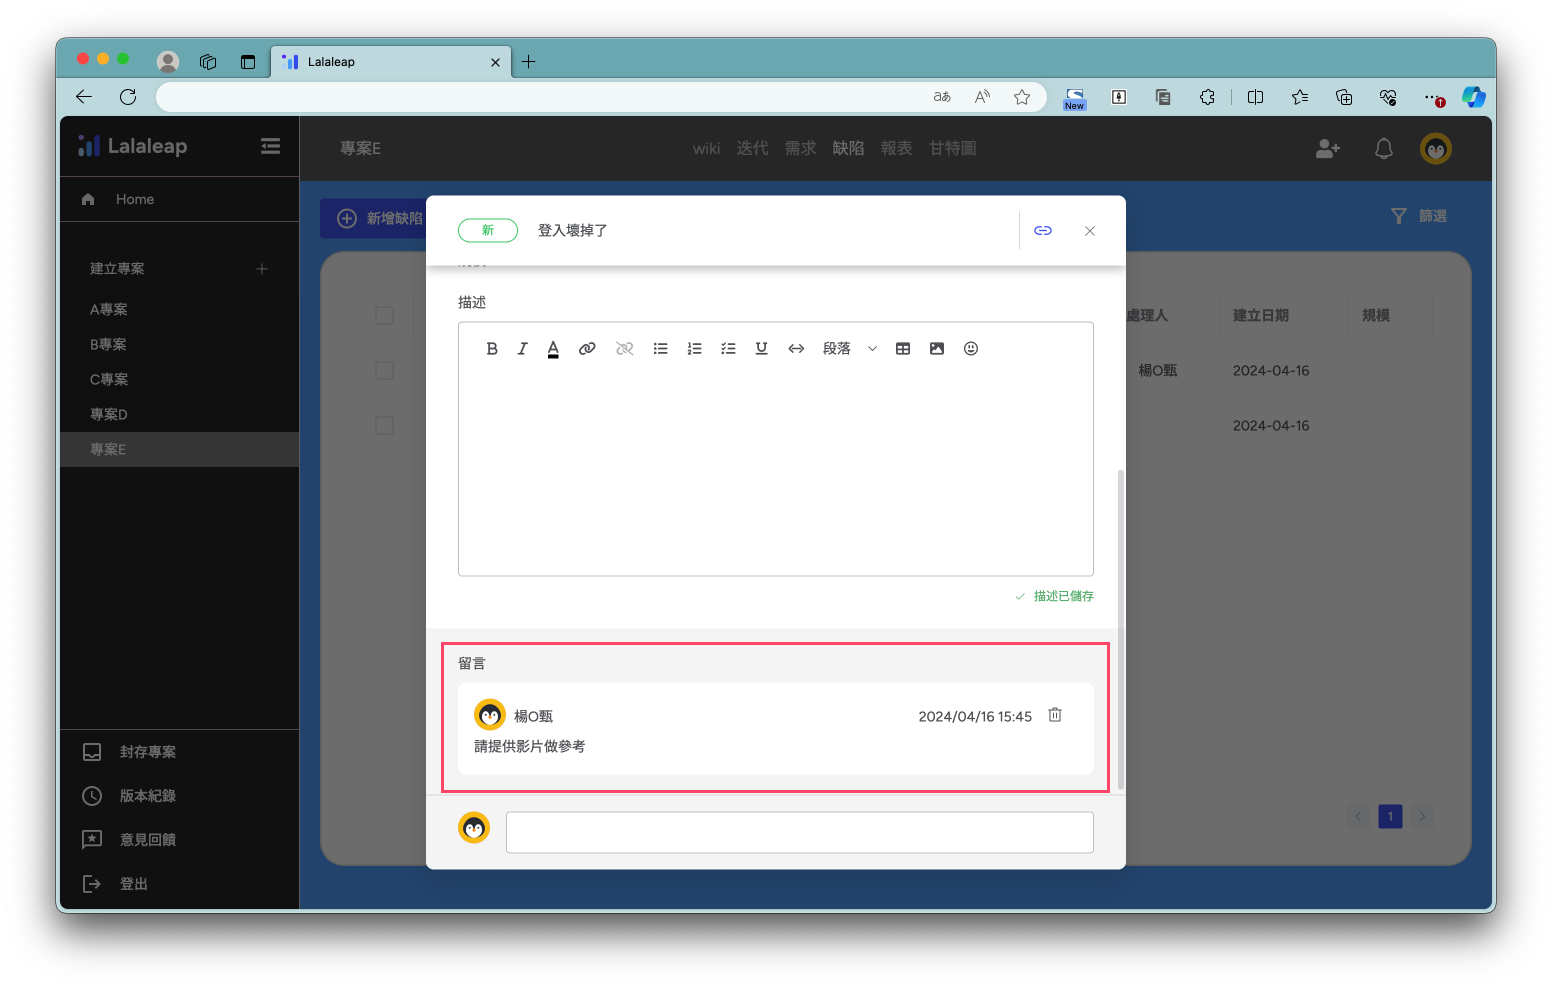 Lalaleap
aあ
New
Lalaleap
專案E
wiki 迭代 需求 缺陷 報表 甘特圖
Home
新增缺陷
新
登入壞掉了
篩選
建立專案
A專案
B專案
C專案
專案D
專案E
描述
段落
處理人
建立日期
規模
楊O甄
2024-04-16
2024-04-16
描述已儲存
留言
楊O甄
2024/04/16 15:45
請提供影片做參考
封存專案
版本紀錄
意見回饋
登出
1